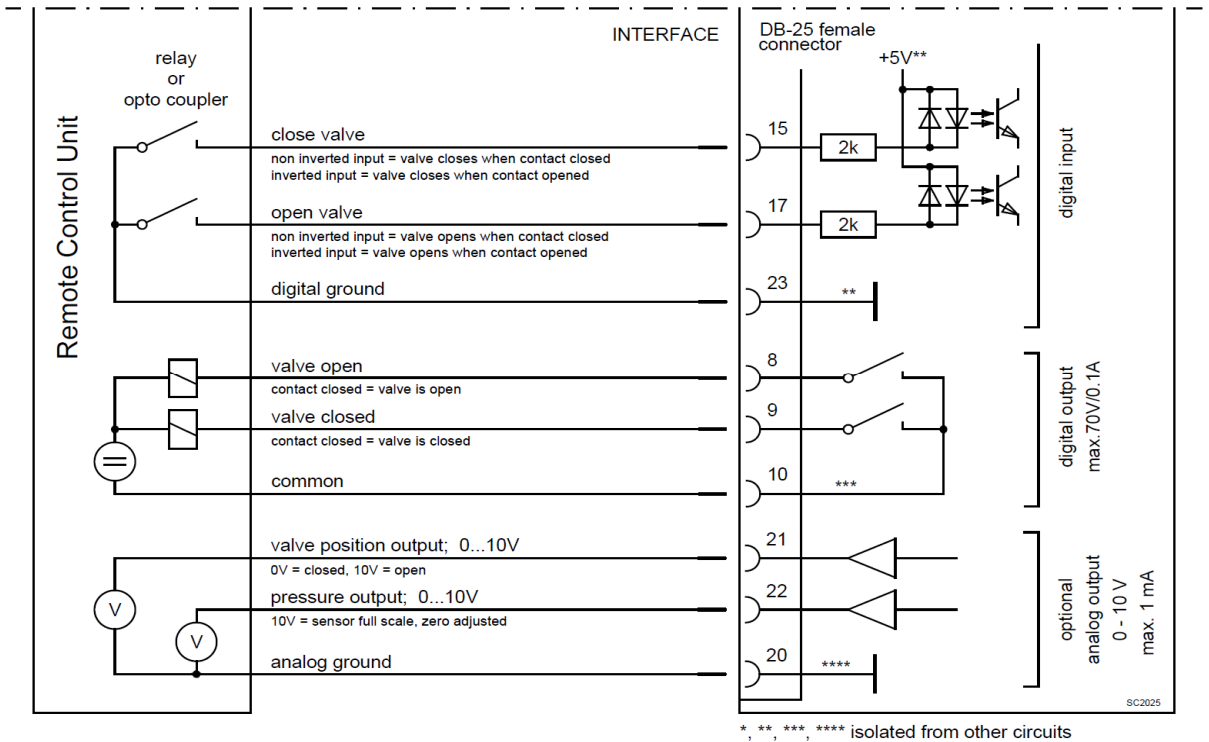 INTERFACE
DB-25 female
connector
+5V**
relay
or
opto coupler
Remote Control Unit
close valve
non inverted input = valve closes when contact closed
inverted input = valve closes when contact opened
15
2k
open valve
non inverted input = valve opens when contact closed
inverted input = valve opens when contact opened
17
2k
digital ground
23
**
digital input
valve open
contact closed = valve is open
8
valve closed
contact closed = valve is closed
9
common
10
***
digital output
max.70V/0.1A
valve position output; 0...10V
0V = closed, 10V = open
21
V
pressure output; 0...10V
10V = sensor full scale, zero adjusted
22
V
analog ground
20
****
optional
analog output
0 - 10 V
max. 1 mA
SC2025
*, **, ***, **** isolated from other circuits